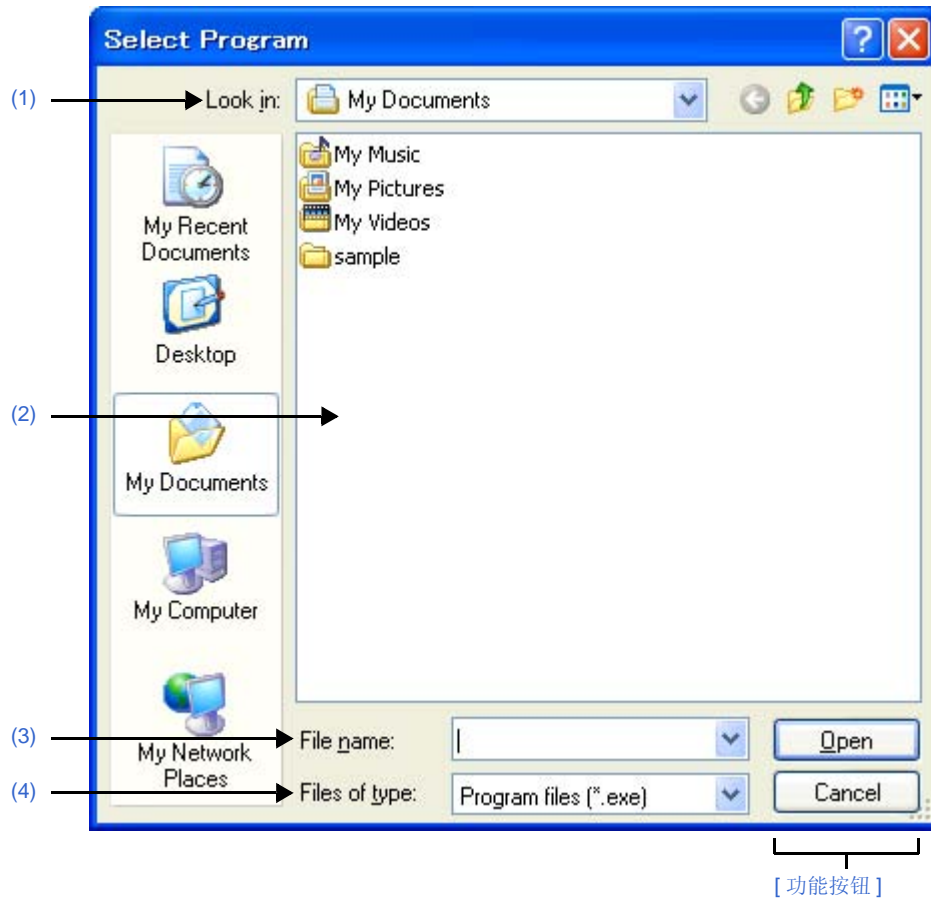 Select Program
(1)
Look in:
My Documents
My Music
My Pictures
My Videos
sample
My Recent
Documents
Desktop
(2)
My Documents
My Computer
My Network
Places
(3)
File name:
Open
(4)
Files of type:
Program files (*.exe)
Cancel
[ 功能按钮 ]